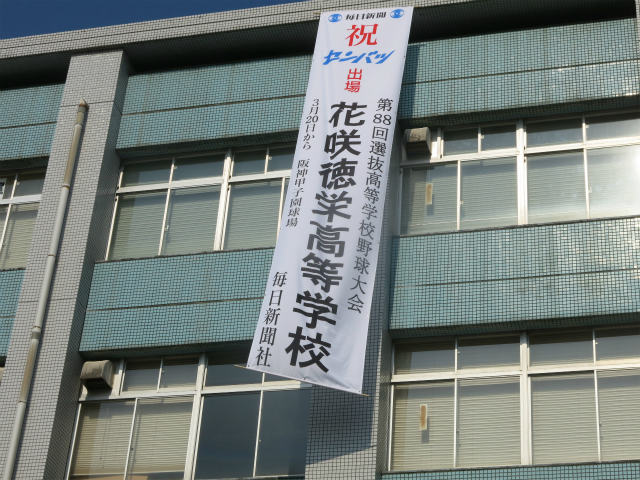 毎日新聞
祝
センバツ
出場
第88回選抜高等学校野球大会
花咲徳栄高等学校
3月20日から 阪神甲子園球場
毎日新聞社